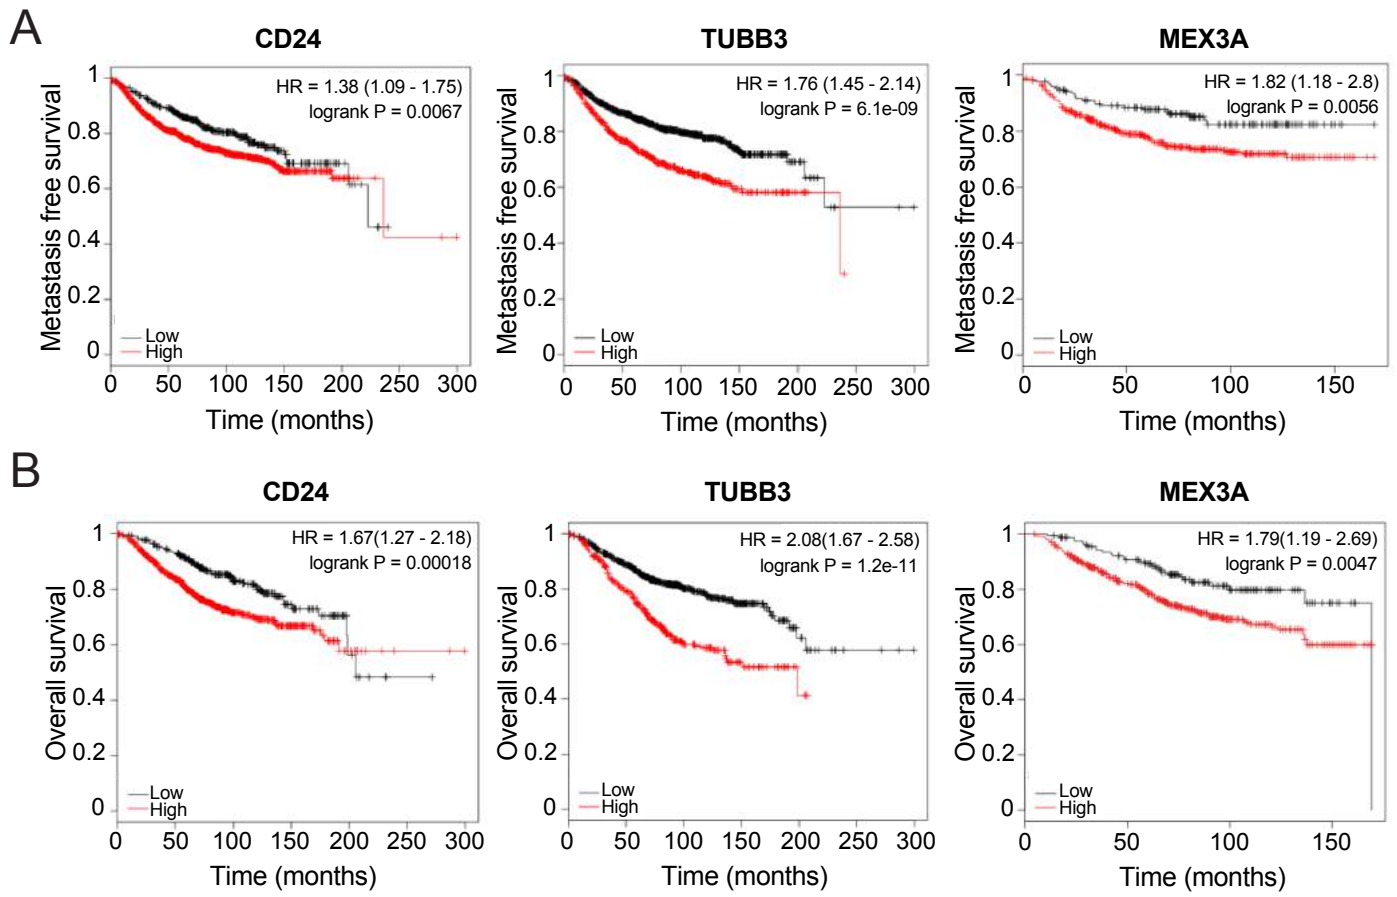 A
CD24
HR = 1.38 (1.09 - 1.75)
logrank P = 0.0067
Metastasis free survival
1
0.8
0.6
0.4
0.2
0
Low
High
0 50 100 150 200 250 300
Time (months)
TUBB3
HR = 1.76 (1.45 - 2.14)
logrank P = 6.1e-09
Metastasis free survival
1
0.8
0.6
0.4
0.2
0
Low
High
0 50 100 150 200 250 300
Time (months)
MEX3A
HR = 1.82 (1.18 - 2.8)
logrank P = 0.0056
Metastasis free survival
1
0.8
0.6
0.4
0.2
0
Low
High
0 50 100 150
Time (months)
B
CD24
HR = 1.67(1.27 - 2.18)
logrank P = 0.00018
Overall survival
1
0.8
0.6
0.4
0.2
0
Low
High
0 50 100 150 200 250 300
Time (months)
TUBB3
HR = 2.08(1.67 - 2.58)
logrank P = 1.2e-11
Overall survival
1
0.8
0.6
0.4
0.2
0
Low
High
0 50 100 150 200 250 300
Time (months)
MEX3A
HR = 1.79(1.19 - 2.69)
logrank P = 0.0047
Overall survival
1
0.8
0.6
0.4
0.2
0
Low
High
0 50 100 150
Time (months)